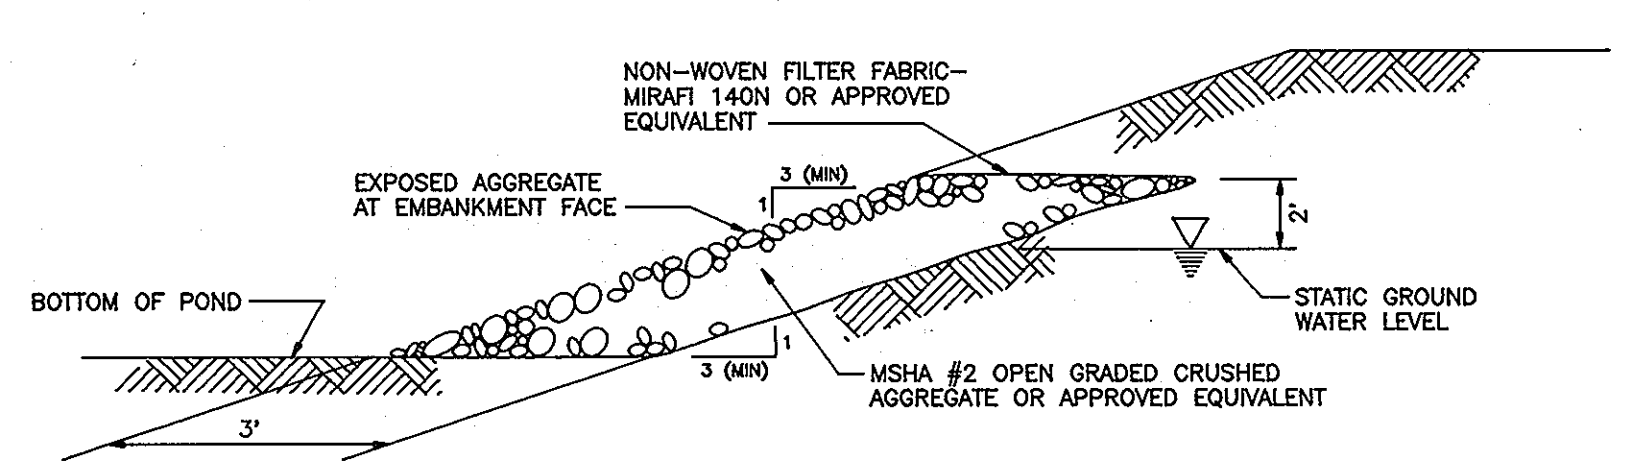 NON-WOVEN FILTER FABRIC-
MIRAFI 140N OR APPROVED
EQUIVALENT
EXPOSED AGGREGATE
AT EMBANKMENT FACE
3 (MIN)
1
2'
BOTTOM OF POND
STATIC GROUND
WATER LEVEL
1
3 (MIN)
MSHA #2 OPEN GRADED CRUSHED
AGGREGATE OR APPROVED EQUIVALENT
3'